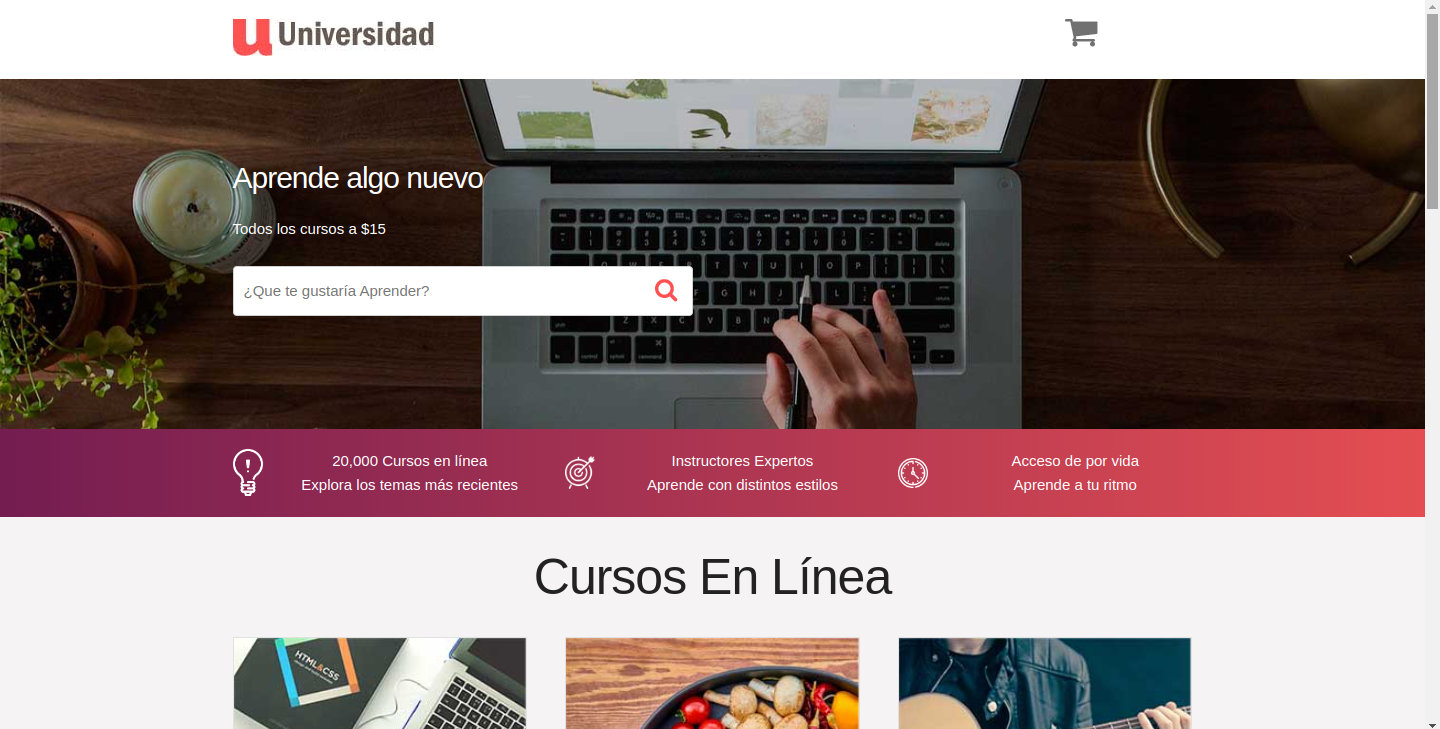 Universidad
Aprende algo nuevo
Todos los cursos a $15
¿Que te gustaría Aprender?
20,000 Cursos en línea
Explora los temas más recientes
Instructores Expertos
Aprende con distintos estilos
Acceso de por vida
Aprende a tu ritmo
Cursos En Línea
HTML&CSS